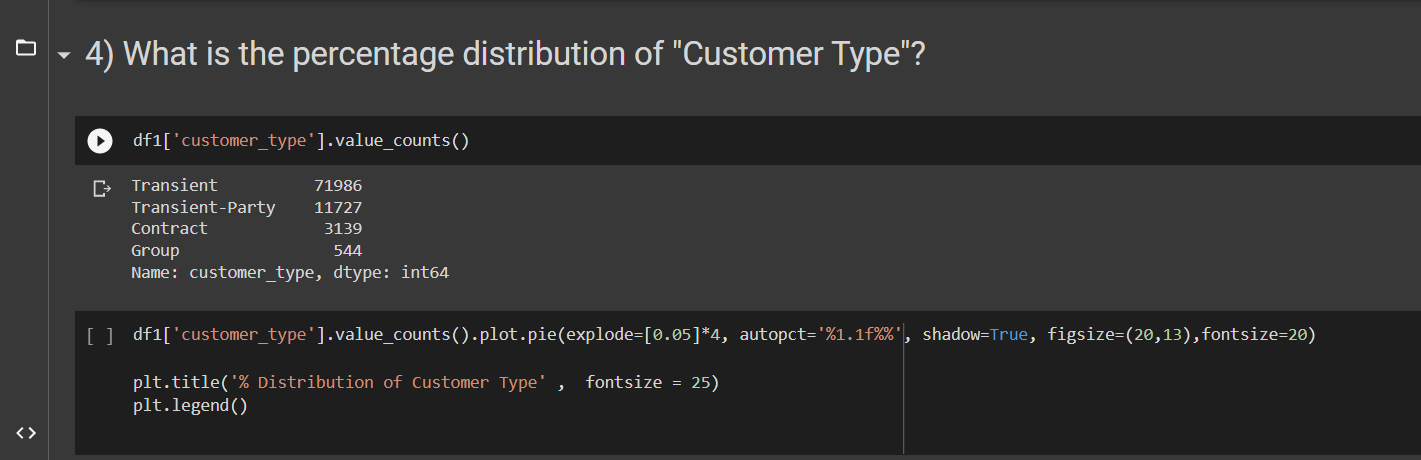 4) What is the percentage distribution of "Customer Type"?
df1['customer_type'].value_counts()
Transient          71986
Transient-Party    11727
Contract            3139
Group                544
Name: customer_type, dtype: int64
[ ] df1['customer_type'].value_counts().plot.pie(explode=[0.05]*4, autopct='%1.1f%%', shadow=True, figsize=(20,13),fontsize=20)
plt.title('% Distribution of Customer Type' ,  fontsize = 25)
plt.legend()